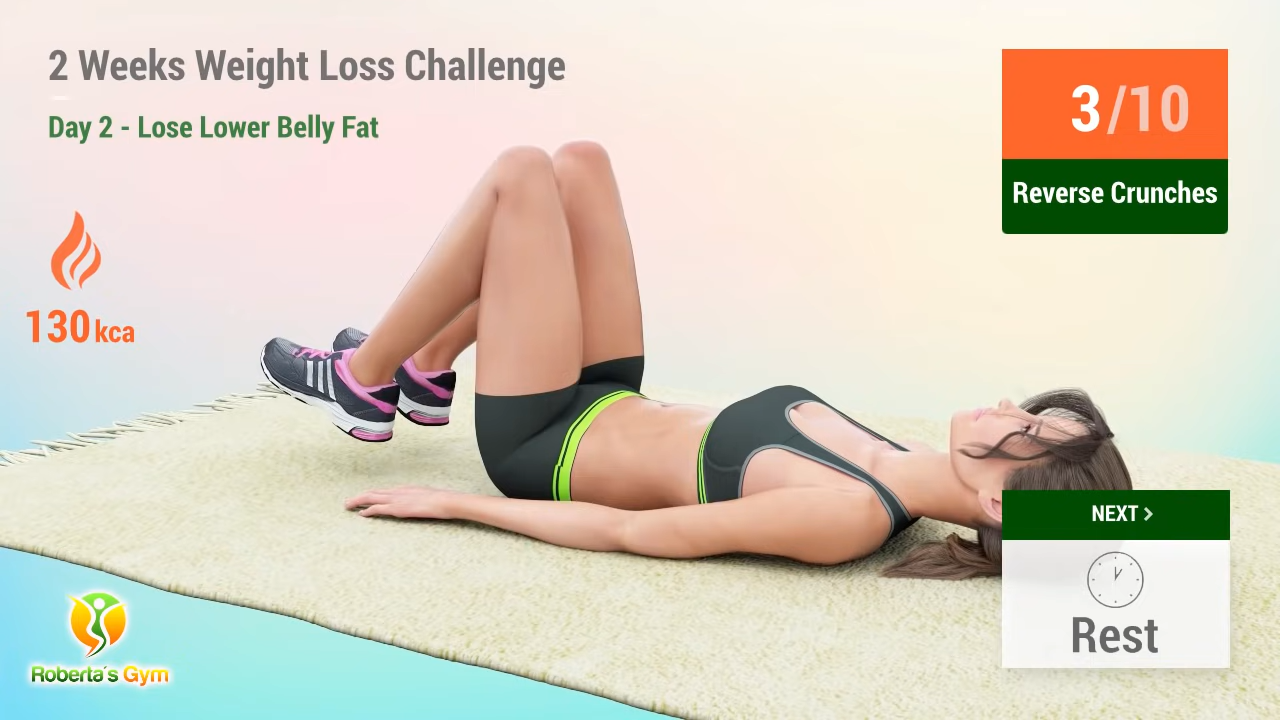 2 Weeks Weight Loss Challenge
Day 2 - Lose Lower Belly Fat
3/10
Reverse Crunches
130 kca
NEXT >
Rest
Roberta´s Gym